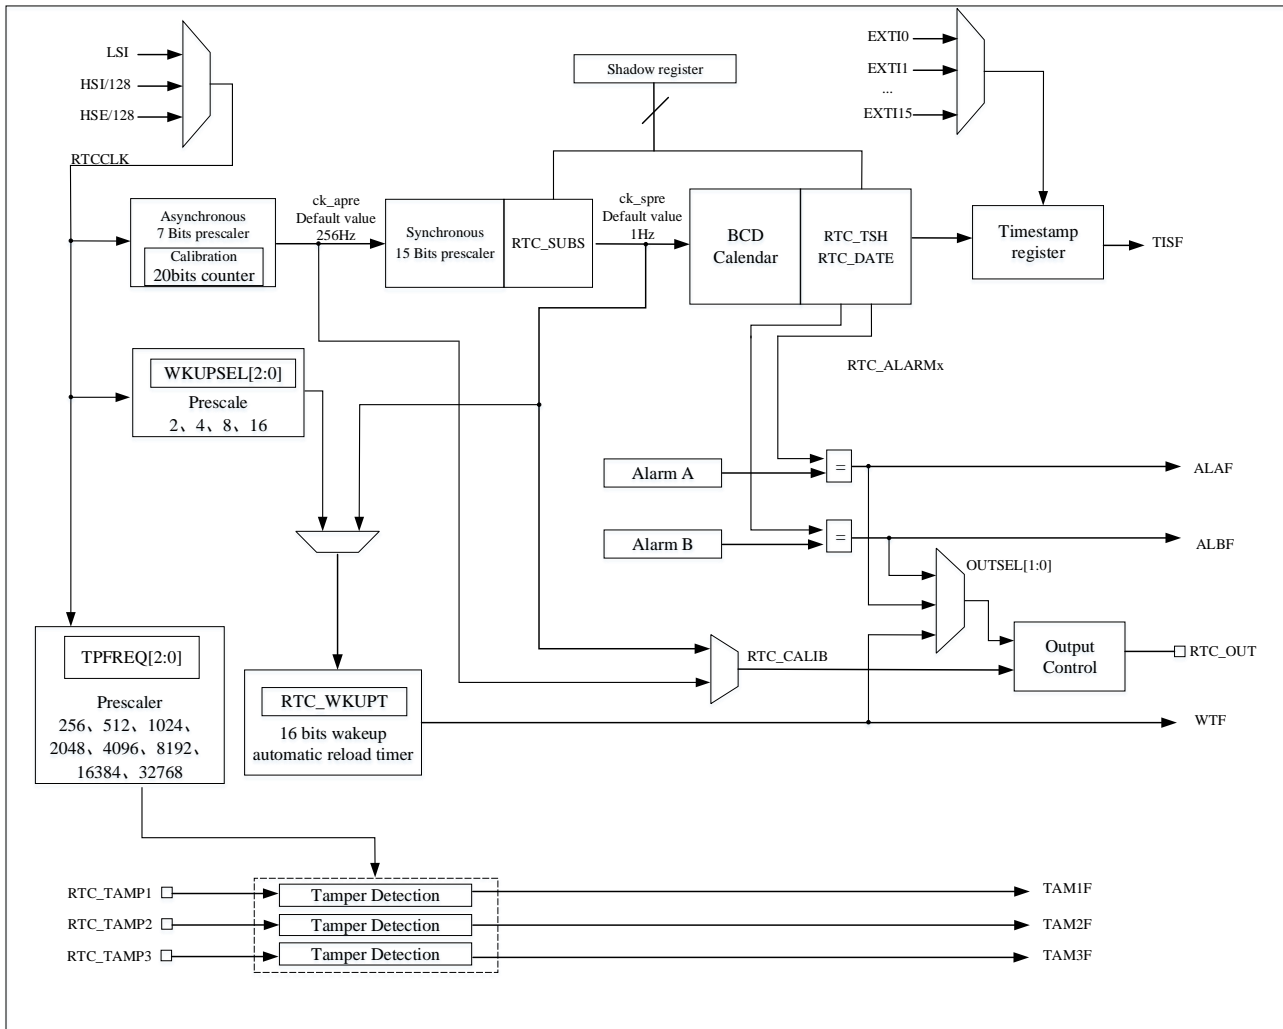 LSI
HSI/128
HSE/128
RTCCLK
Shadow register
EXTI0
EXTI1
...
EXTI15
Asynchronous
7 Bits prescaler
Calibration
20bits counter
ck_apre
Default value
256Hz
Synchronous
15 Bits prescaler
RTC_SUBS
ck_spre
Default value
1Hz
BCD
Calendar
RTC_TSH
RTC_DATE
Timestamp
register
TISF
WKUPSEL[2:0]
Prescale
2、4、8、16
RTC_ALARMx
Alarm A
=
ALAF
Alarm B
=
ALBF
OUTSEL[1:0]
TPFREQ[2:0]
Prescaler
256、512、1024、
2048、4096、8192、
16384、32768
RTC_WKUPT
16 bits wakeup
automatic reload timer
RTC_CALIB
Output
Control
RTC_OUT
WTF
RTC_TAMP1
Tamper Detection
TAM1F
RTC_TAMP2
Tamper Detection
TAM2F
RTC_TAMP3
Tamper Detection
TAM3F